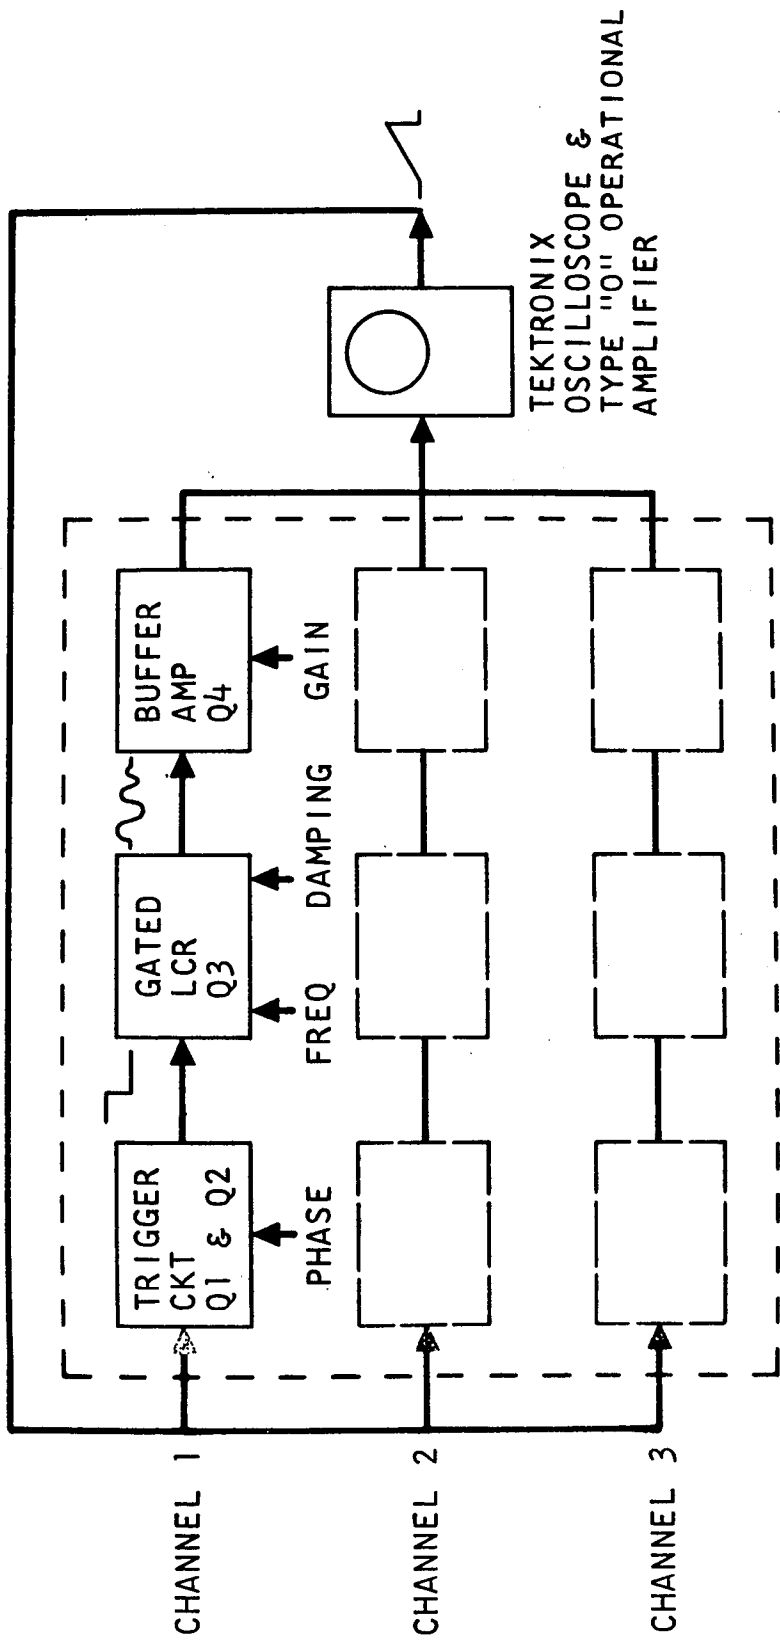 CHANNEL 1
TRIGGER
CKT
Q1 & Q2
PHASE
GATED
LCR
Q3
FREQ
DAMPING
BUFFER
AMP
Q4
GAIN
TEKTRONIX
OSCILLOSCOPE &
TYPE "O" OPERATIONAL
AMPLIFIER
CHANNEL 2
CHANNEL 3